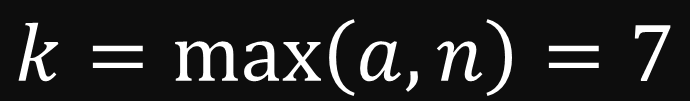 k = max(a, n) = 7